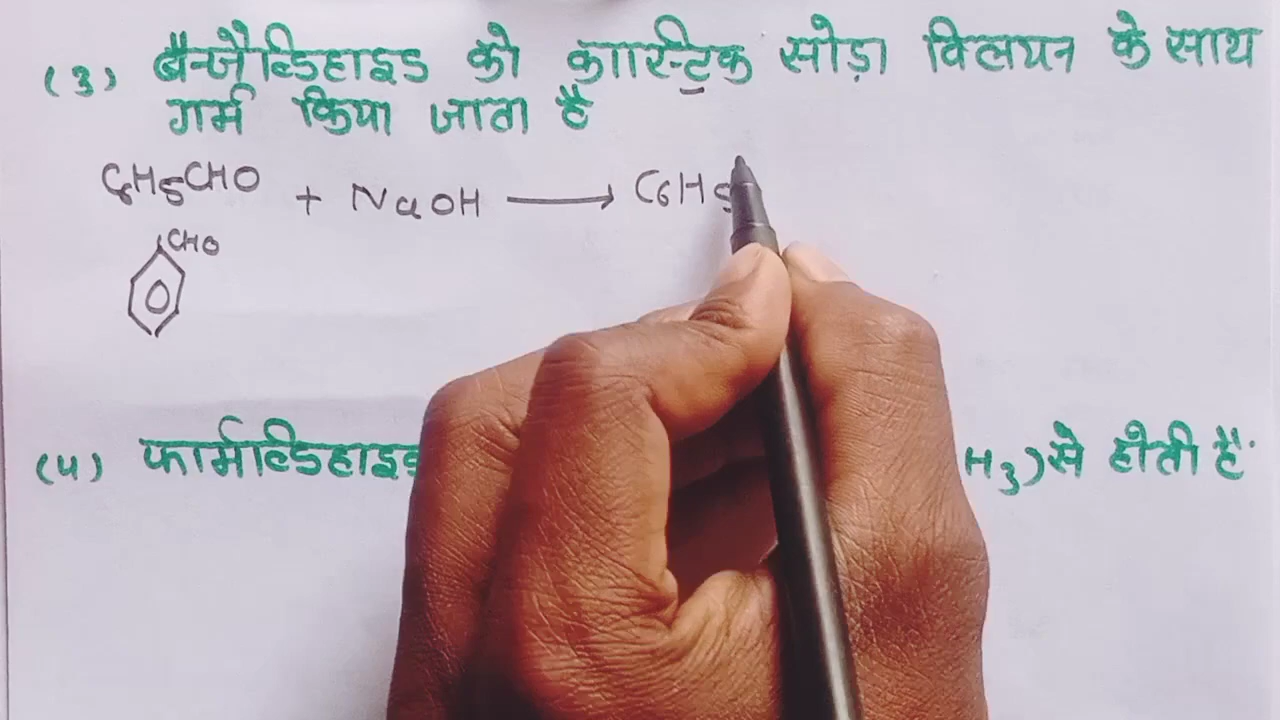 (3) बैन्जैल्डिहाइड को कास्टिक सोड़ा विलयन के साथ
गर्म किया जाता है
C6H5CHO + NaOH ⟶ C6H5
CHO
(4) फार्मल्डिहाइड H3) से होती है.